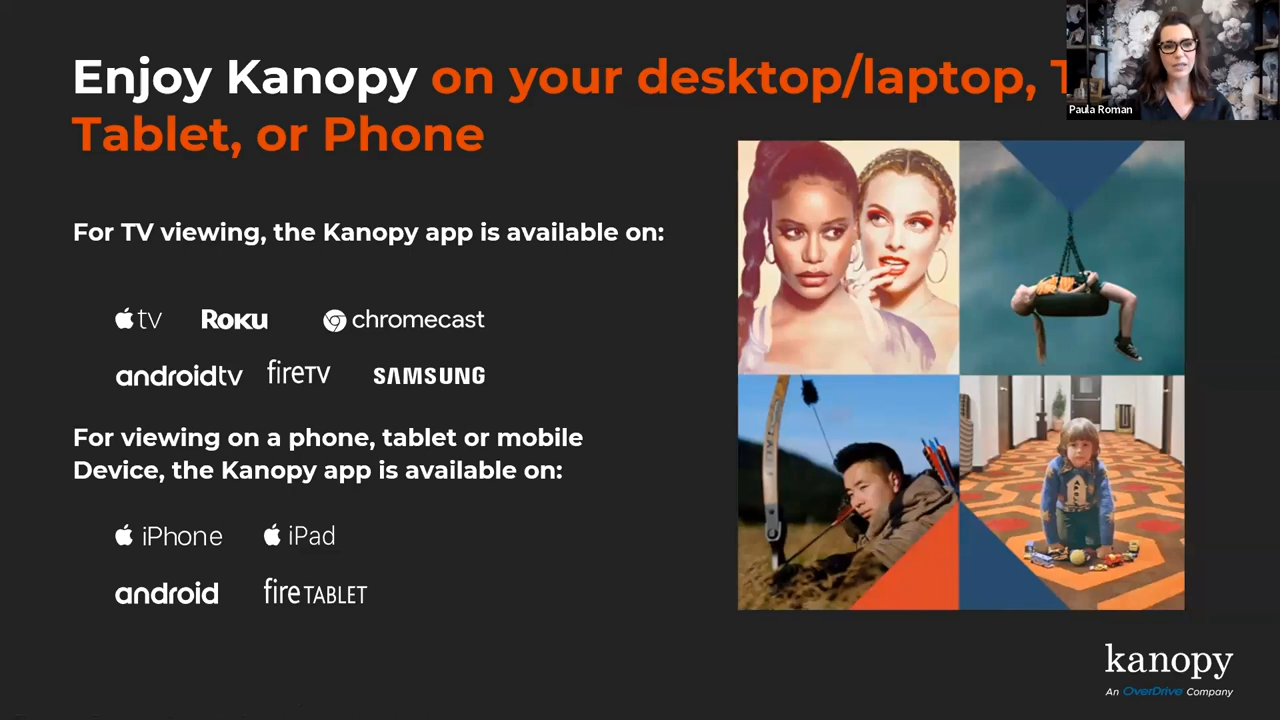 Enjoy Kanopy on your desktop/laptop, T
Tablet, or Phone
Paula Roman
For TV viewing, the Kanopy app is available on:
tv Roku chromecast
androidtv fireTV SAMSUNG
For viewing on a phone, tablet or mobile
Device, the Kanopy app is available on:
iPhone iPad
android fire TABLET
kanopy
An OverDrive Company